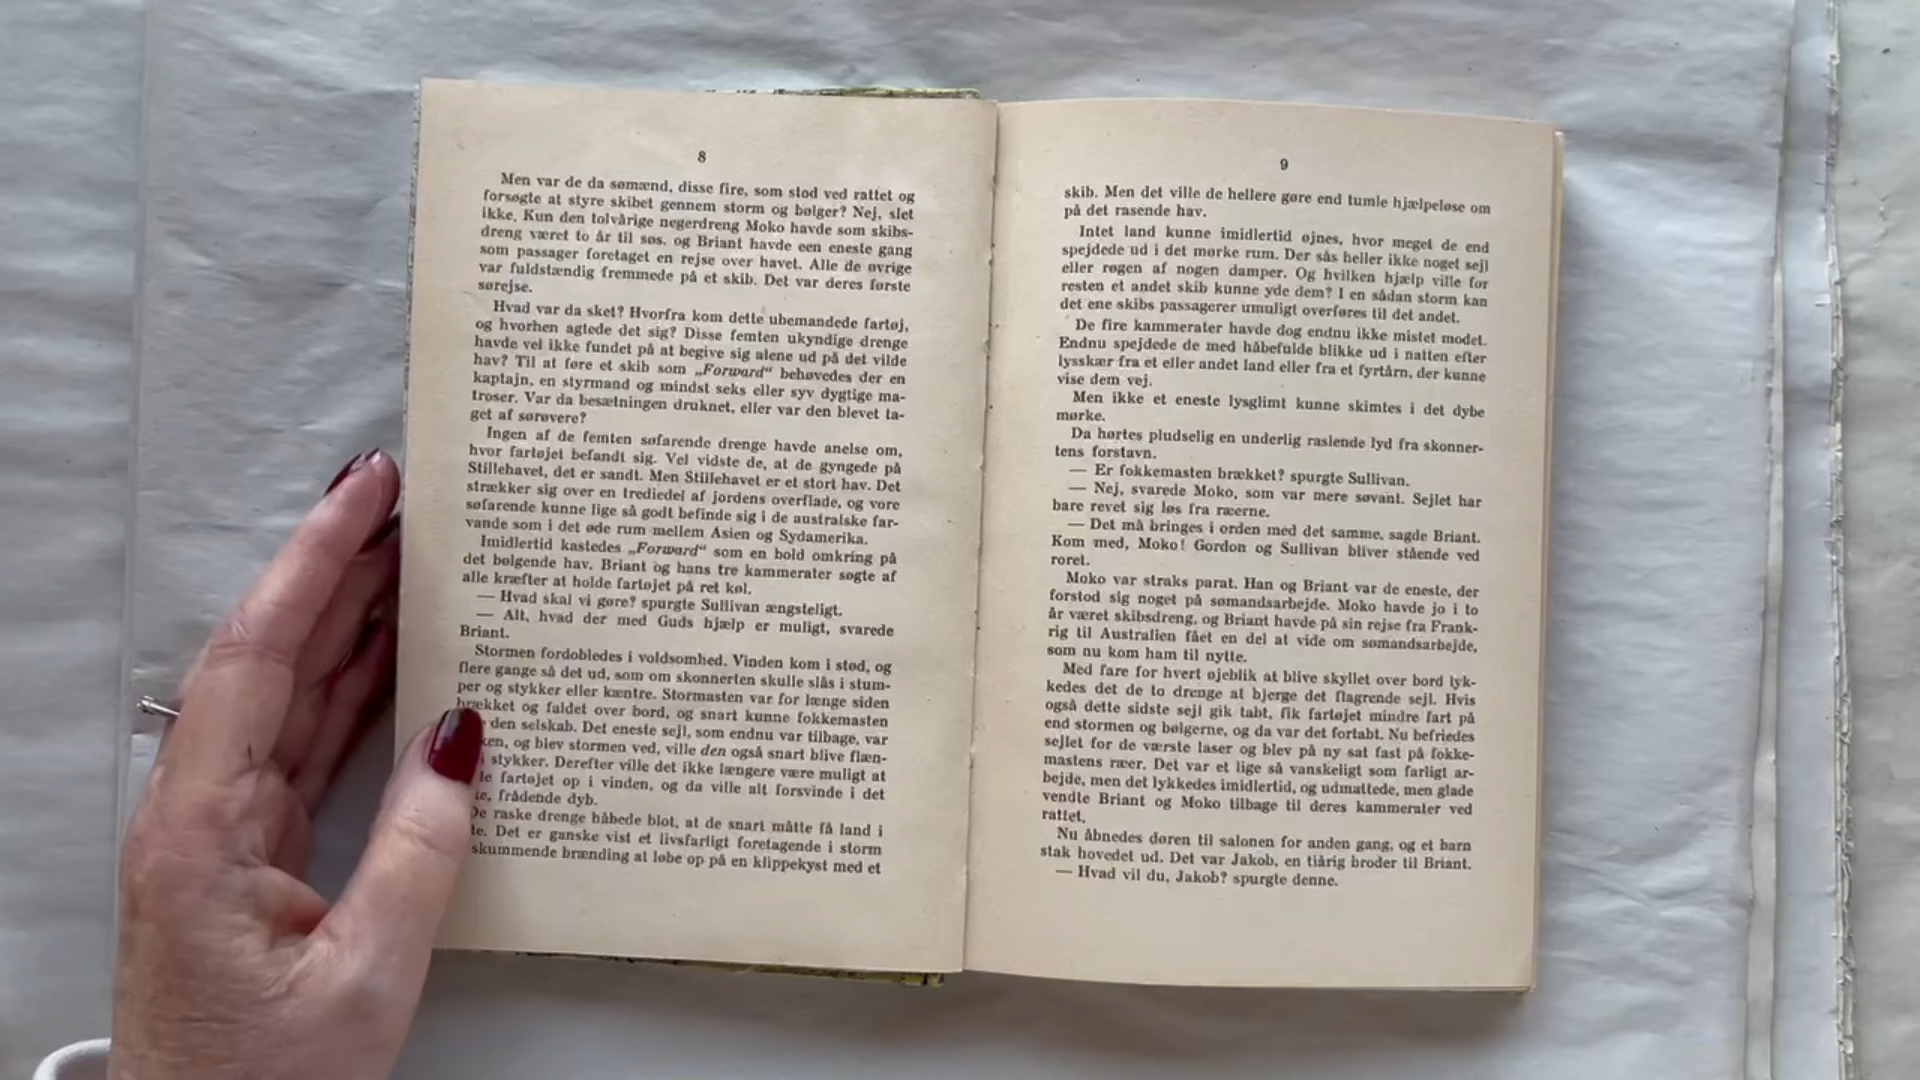 8
Men var de da sømænd, disse fire, som stod ved rattet og
forsøgte at styre skibet gennem storm og bølger? Nej, slet
ikke. Kun den tolvårige negerdreng Moko havde som skibs-
dreng været to år til søs, og Briant havde een eneste gang
som passager foretaget en rejse over havet. Alle de øvrige
var fuldstændig fremmede på et skib. Det var deres første
sørejse.
Hvad var da sket? Hvorfra kom dette ubemandede fartøj,
og hvorhen agtede det sig? Disse femten ukyndige drenge
havde vel ikke fundet på at begive sig alene ud på det vilde
hav? Til at føre et skib som „Forward“ behøvedes der en
kaptajn, en styrmand og mindst seks eller syv dygtige ma-
troser. Var da besætningen druknet, eller var den blevet ta-
get af sørøvere?
Ingen af de femten søfarende drenge havde anelse om,
hvor fartøjet befandt sig. Vel vidste de, at de gyngede på
Stillehavet, det er sandt. Men Stillehavet er et stort hav. Det
strækker sig over en trediedel af jordens overflade, og vore
søfarende kunne lige så godt befinde sig i de australske far-
vande som i det øde rum mellem Asien og Sydamerika.
Imidlertid kastedes „Forward“ som en bold omkring på
det bølgende hav. Briant og hans tre kammerater søgte af
alle kræfter at holde fartøjet på ret køl.
— Hvad skal vi gøre? spurgte Sullivan ængsteligt.
— Alt, hvad der med Guds hjælp er muligt, svarede
Briant.
Stormen fordobledes i voldsomhed. Vinden kom i stød, og
flere gange så det ud, som om skonnerten skulle slås i stum-
per og stykker eller kæntre. Stormasten var for længe siden
brækket og faldet over bord, og snart kunne fokkemasten
den selskab. Det eneste sejl, som endnu var tilbage, var
og blev stormen ved, ville den også snart blive flæn-
i stykker. Derefter ville det ikke længere være muligt at
fartøjet op i vinden, og da ville alt forsvinde i det
frådende dyb.
De raske drenge håbede blot, at de snart måtte få land i
Det er ganske vist et livsfarligt foretagende i storm
skummende brænding at løbe op på en klippekyst med et
9
skib. Men det ville de hellere gøre end tumle hjælpeløse om
på det rasende hav.
Intet land kunne imidlertid øjnes, hvor meget de end
spejdede ud i det mørke rum. Der sås heller ikke noget sejl
eller røgen af nogen damper. Og hvilken hjælp ville for
resten et andet skib kunne yde dem? I en sådan storm kan
det ene skibs passagerer umuligt overføres til det andet.
De fire kammerater havde dog endnu ikke mistet modet.
Endnu spejdede de med håbefulde blikke ud i natten efter
lysskær fra et eller andet land eller fra et fyrtårn, der kunne
vise dem vej.
Men ikke et eneste lysglimt kunne skimtes i det dybe
mørke.
Da hørtes pludselig en underlig raslende lyd fra skonner-
tens forstavn.
— Er fokkemasten brækket? spurgte Sullivan.
— Nej, svarede Moko, som var mere søvant. Sejlet har
bare revet sig løs fra ræerne.
— Det må bringes i orden med det samme, sagde Briant.
Kom med, Moko! Gordon og Sullivan bliver stående ved
roret.
Moko var straks parat. Han og Briant var de eneste, der
forstod sig noget på sømandsarbejde. Moko havde jo i to
år været skibsdreng, og Briant havde på sin rejse fra Frank-
rig til Australien fået en del at vide om sømandsarbejde,
som nu kom ham til nytte.
Med fare for hvert øjeblik at blive skyllet over bord lyk-
kedes det de to drenge at bjerge det flagrende sejl. Hvis
også dette sidste sejl gik tabt, fik fartøjet mindre fart på
end stormen og bølgerne, og da var det fortabt. Nu befriedes
sejlet for de værste laser og blev på ny sat fast på fokke-
mastens ræer. Det var et lige så vanskeligt som farligt ar-
bejde, men det lykkedes imidlertid, og udmattede, men glade
vendte Briant og Moko tilbage til deres kammerater ved
rattet.
Nu åbnedes døren til salonen for anden gang, og et barn
stak hovedet ud. Det var Jakob, en tiårig broder til Briant.
— Hvad vil du, Jakob? spurgte denne.